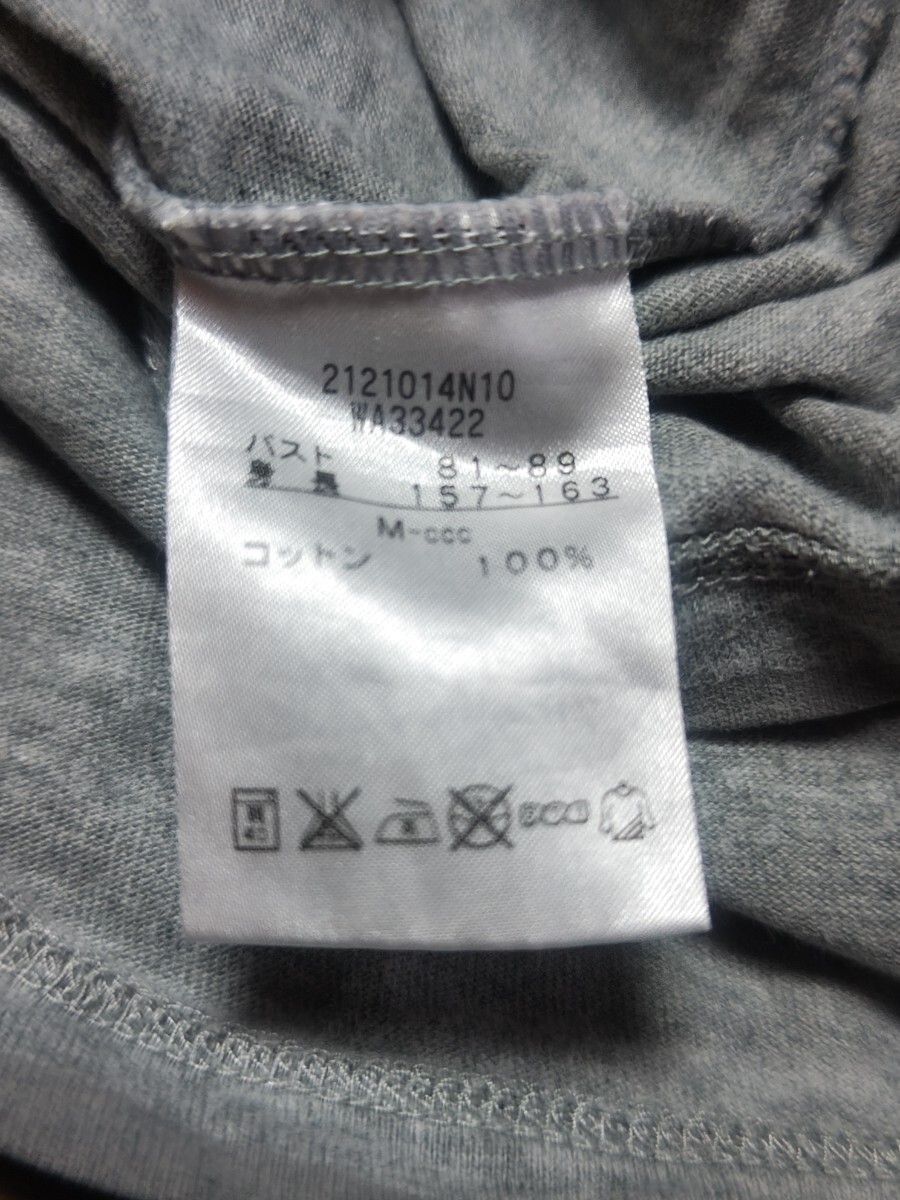 2121014N10
WA33422
バスト 81~89
身長 157~163
M-ccc
コットン 100%